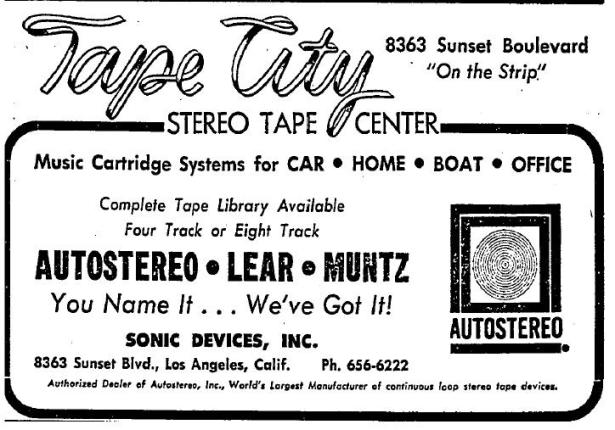 Tape City
8363 Sunset Boulevard
"On the Strip"
STEREO TAPE CENTER
Music Cartridge Systems for CAR • HOME • BOAT • OFFICE
Complete Tape Library Available
Four Track or Eight Track
AUTOSTEREO • LEAR • MUNTZ
You Name It . . . We've Got It!
AUTOSTEREO
SONIC DEVICES, INC.
8363 Sunset Blvd., Los Angeles, Calif. Ph. 656-6222
Authorized Dealer of Autostereo, Inc., World's Largest Manufacturer of continuous loop stereo tape devices.